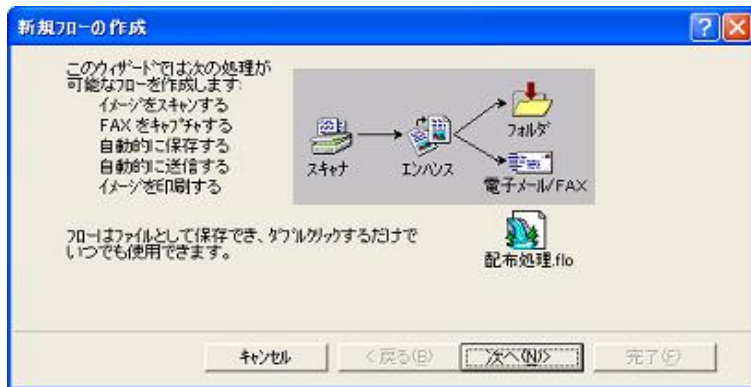 新規フローの作成
このウィザードでは次の処理が
可能なフローを作成します:
イメージをスキャンする
FAX をキャプチャする
自動的に保存する
自動的に送信する
イメージを印刷する
スキャナ
エンハンス
フォルダ
電子メール/FAX
フローはファイルとして保存でき、ダブルクリックするだけで
いつでも使用できます。
配布処理.flo
キャンセル
< 戻る(B)
次へ(N)>
完了(F)